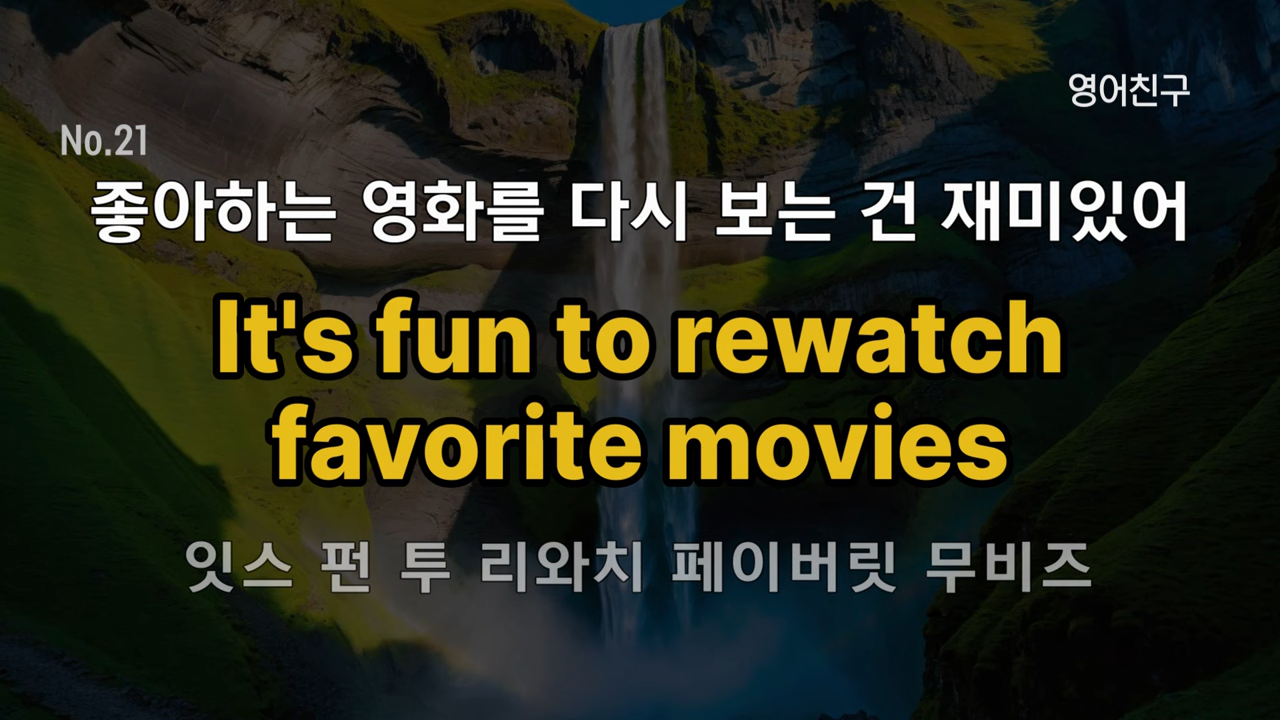 영어친구
No.21
좋아하는 영화를 다시 보는 건 재미있어
It's fun to rewatch
favorite movies
잇스 펀 투 리와치 페이버릿 무비즈